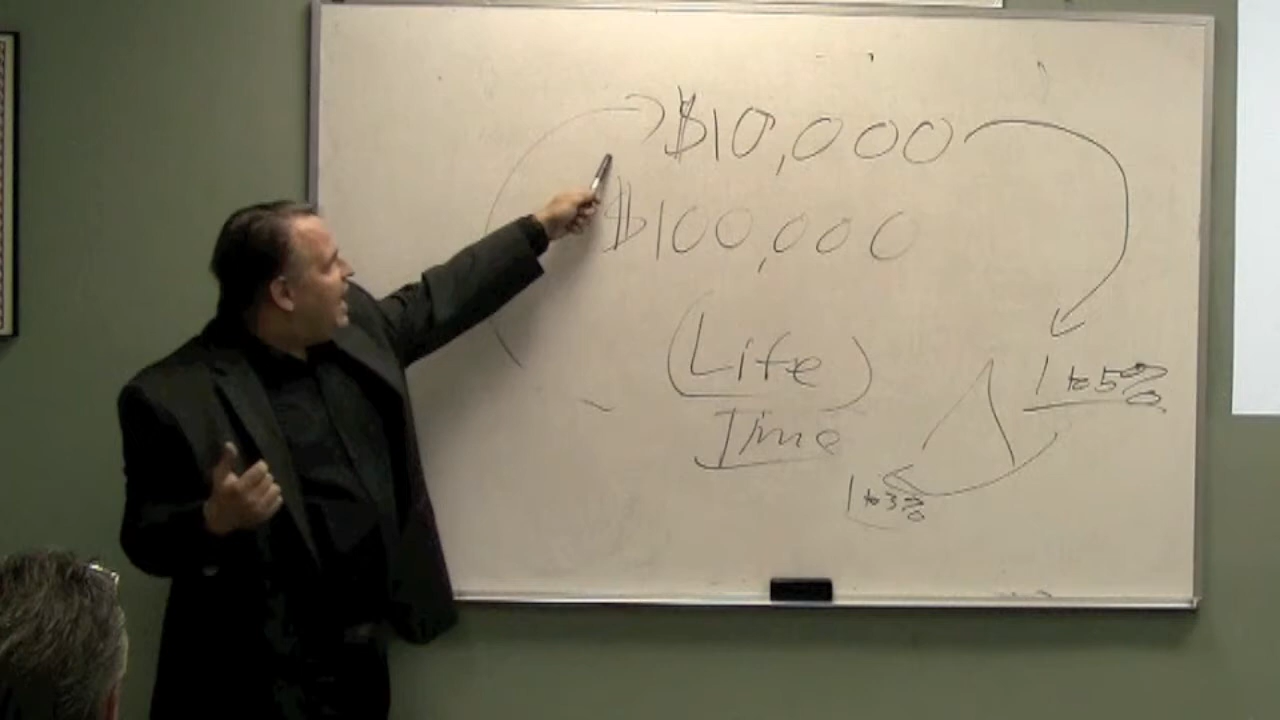 $10,000
$100,000
(Life)
Time
1 to 5%
1 to 3%